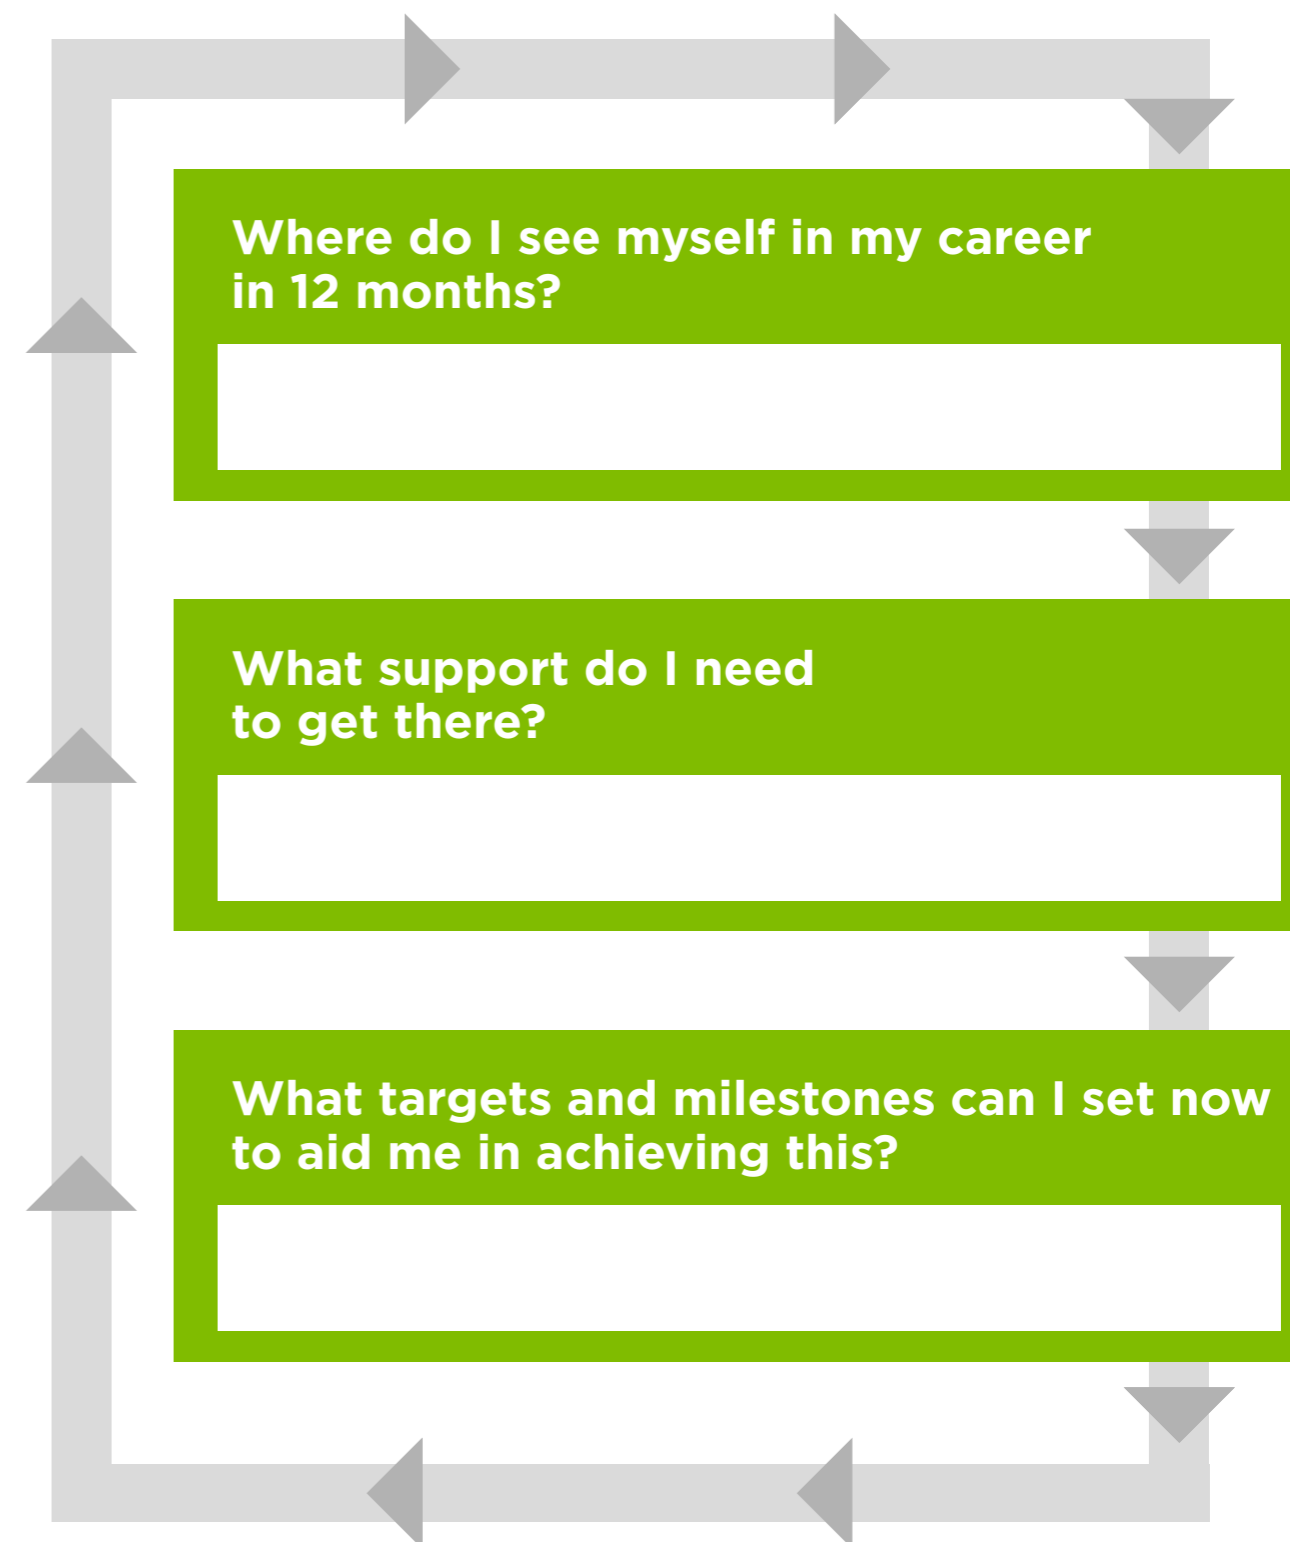 Where do I see myself in my career
in 12 months?
What support do I need
to get there?
What targets and milestones can I set now
to aid me in achieving this?